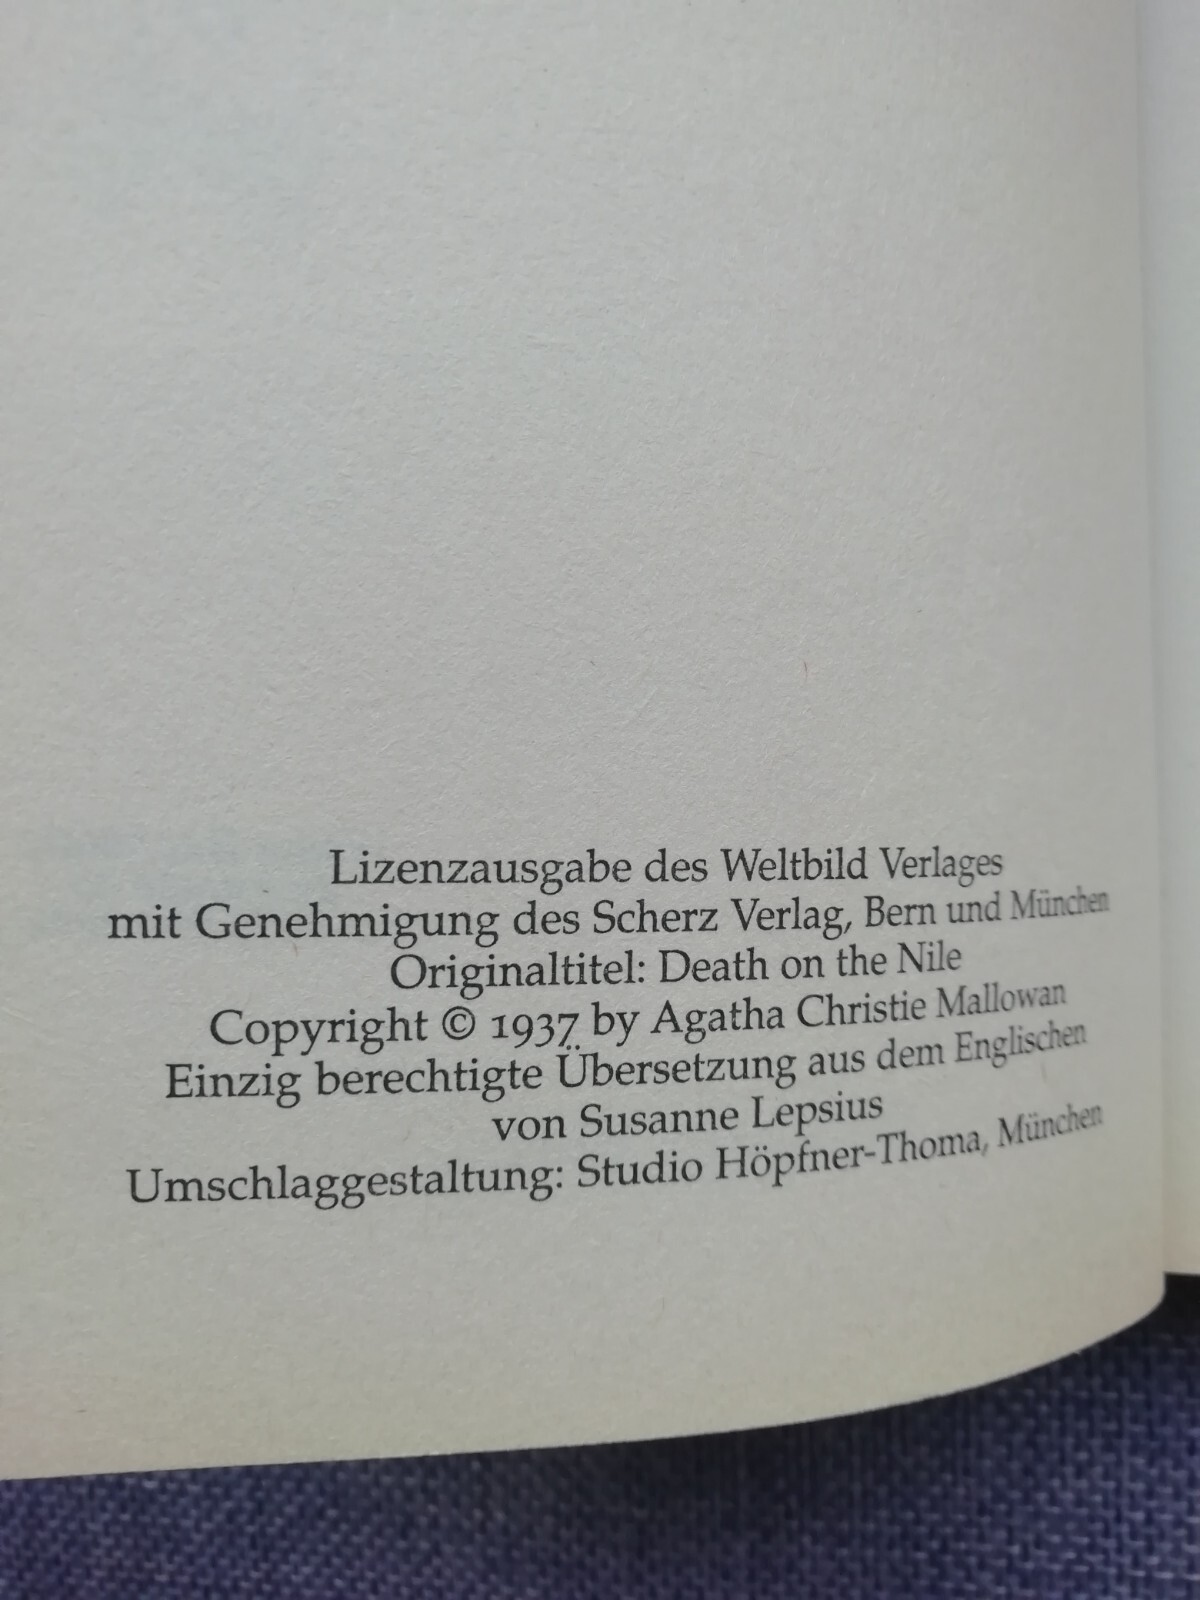 Lizenzausgabe des Weltbild Verlages
mit Genehmigung des Scherz Verlag, Bern und München
Originaltitel: Death on the Nile
Copyright © 1937 by Agatha Christie Mallowan
Einzig berechtigte Übersetzung aus dem Englischen
von Susanne Lepsius
Umschlaggestaltung: Studio Höpfner-Thoma, München